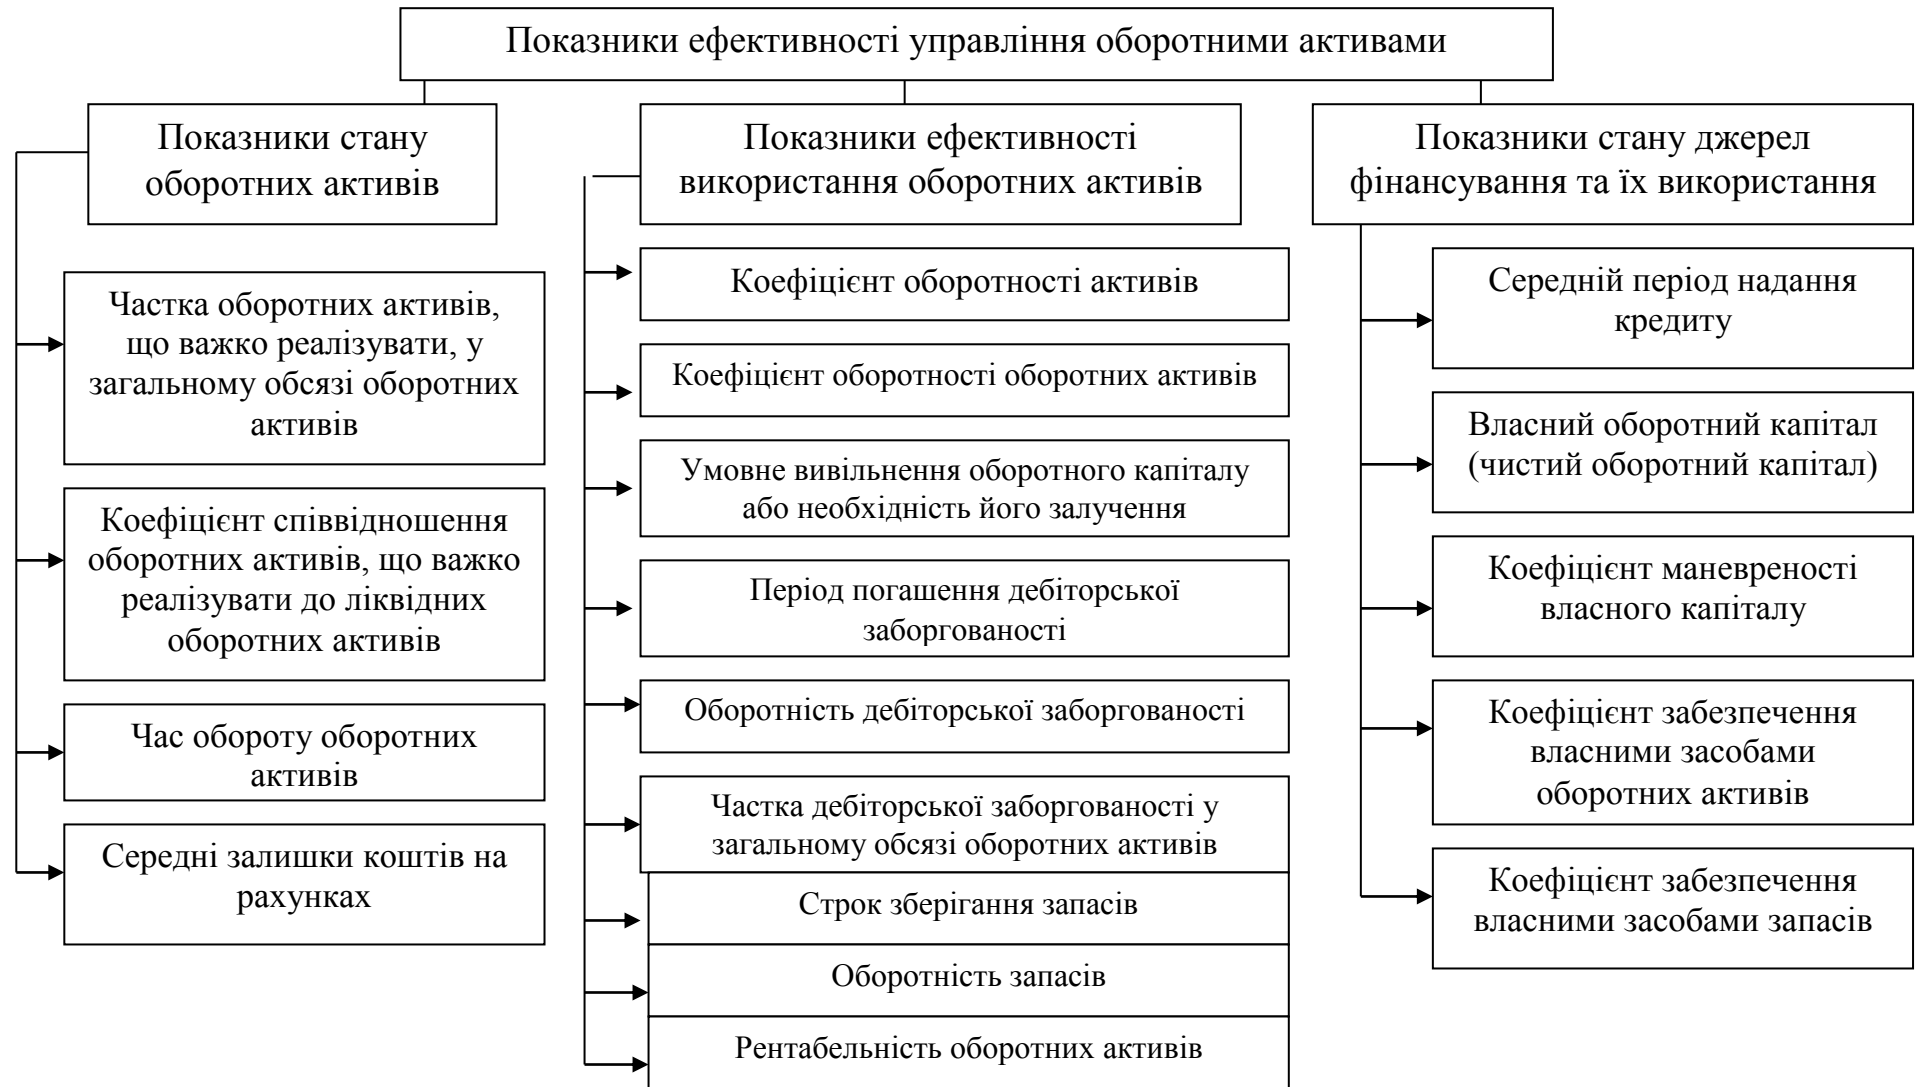 Показники ефективності управління оборотними активами
Показники стану
оборотних активів
Частка оборотних активів,
що важко реалізувати, у
загальному обсязі оборотних
активів
Коефіцієнт співвідношення
оборотних активів, що важко
реалізувати до ліквідних
оборотних активів
Час обороту оборотних
активів
Середні залишки коштів на
рахунках
Показники ефективності
використання оборотних активів
Коефіцієнт оборотності активів
Коефіцієнт оборотності оборотних активів
Умовне вивільнення оборотного капіталу
або необхідність його залучення
Період погашення дебіторської
заборгованості
Оборотність дебіторської заборгованості
Частка дебіторської заборгованості у
загальному обсязі оборотних активів
Строк зберігання запасів
Оборотність запасів
Рентабельність оборотних активів
Показники стану джерел
фінансування та їх використання
Середній період надання
кредиту
Власний оборотний капітал
(чистий оборотний капітал)
Коефіцієнт маневреності
власного капіталу
Коефіцієнт забезпечення
власними засобами
оборотних активів
Коефіцієнт забезпечення
власними засобами запасів